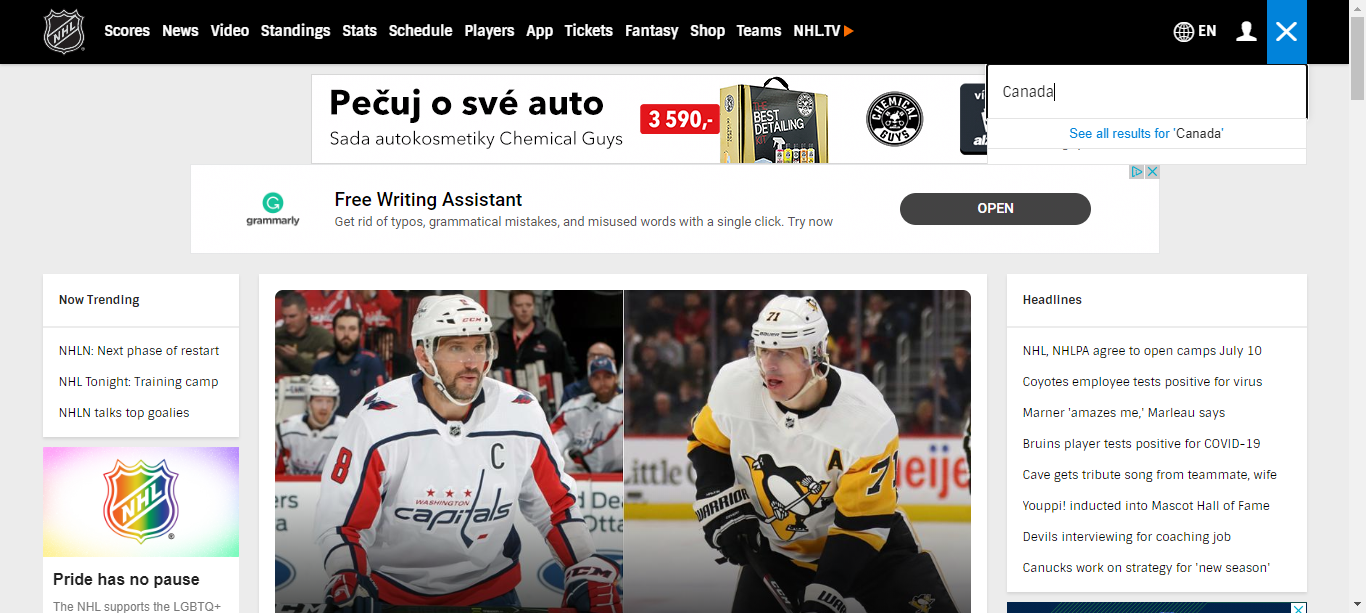 NHL
Scores News Video Standings Stats Schedule Players App Tickets Fantasy Shop Teams NHL.TV
EN
Canada
See all results for 'Canada'
Pečuj o své auto
Sada autokosmetiky Chemical Guys
3 590,-
THE
BEST
DETAILING
KIT
CHEMICAL
GUYS
grammarly
Free Writing Assistant
Get rid of typos, grammatical mistakes, and misused words with a single click. Try now
OPEN
Now Trending
NHLN: Next phase of restart
NHL Tonight: Training camp
NHLN talks top goalies
NHL
Pride has no pause
The NHL supports the LGBTQ+
8
CCM
C
WASHINGTON
capitals
CCM
71
A
71
WARRIOR
Headlines
NHL, NHLPA agree to open camps July 10
Coyotes employee tests positive for virus
Marner 'amazes me,' Marleau says
Bruins player tests positive for COVID-19
Cave gets tribute song from teammate, wife
Youppi! inducted into Mascot Hall of Fame
Devils interviewing for coaching job
Canucks work on strategy for 'new season'